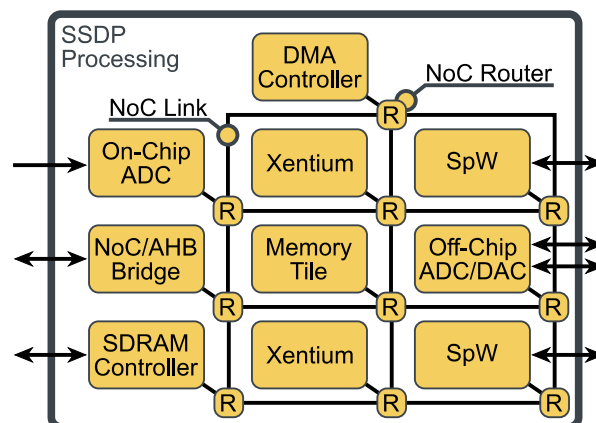 SSDP
Processing
DMA
Controller
NoC Router
NoC Link
R
On-Chip
ADC
Xentium
SpW
R
R
R
NoC/AHB
Bridge
Memory
Tile
Off-Chip
ADC/DAC
R
R
R
SDRAM
Controller
Xentium
SpW
R
R
R